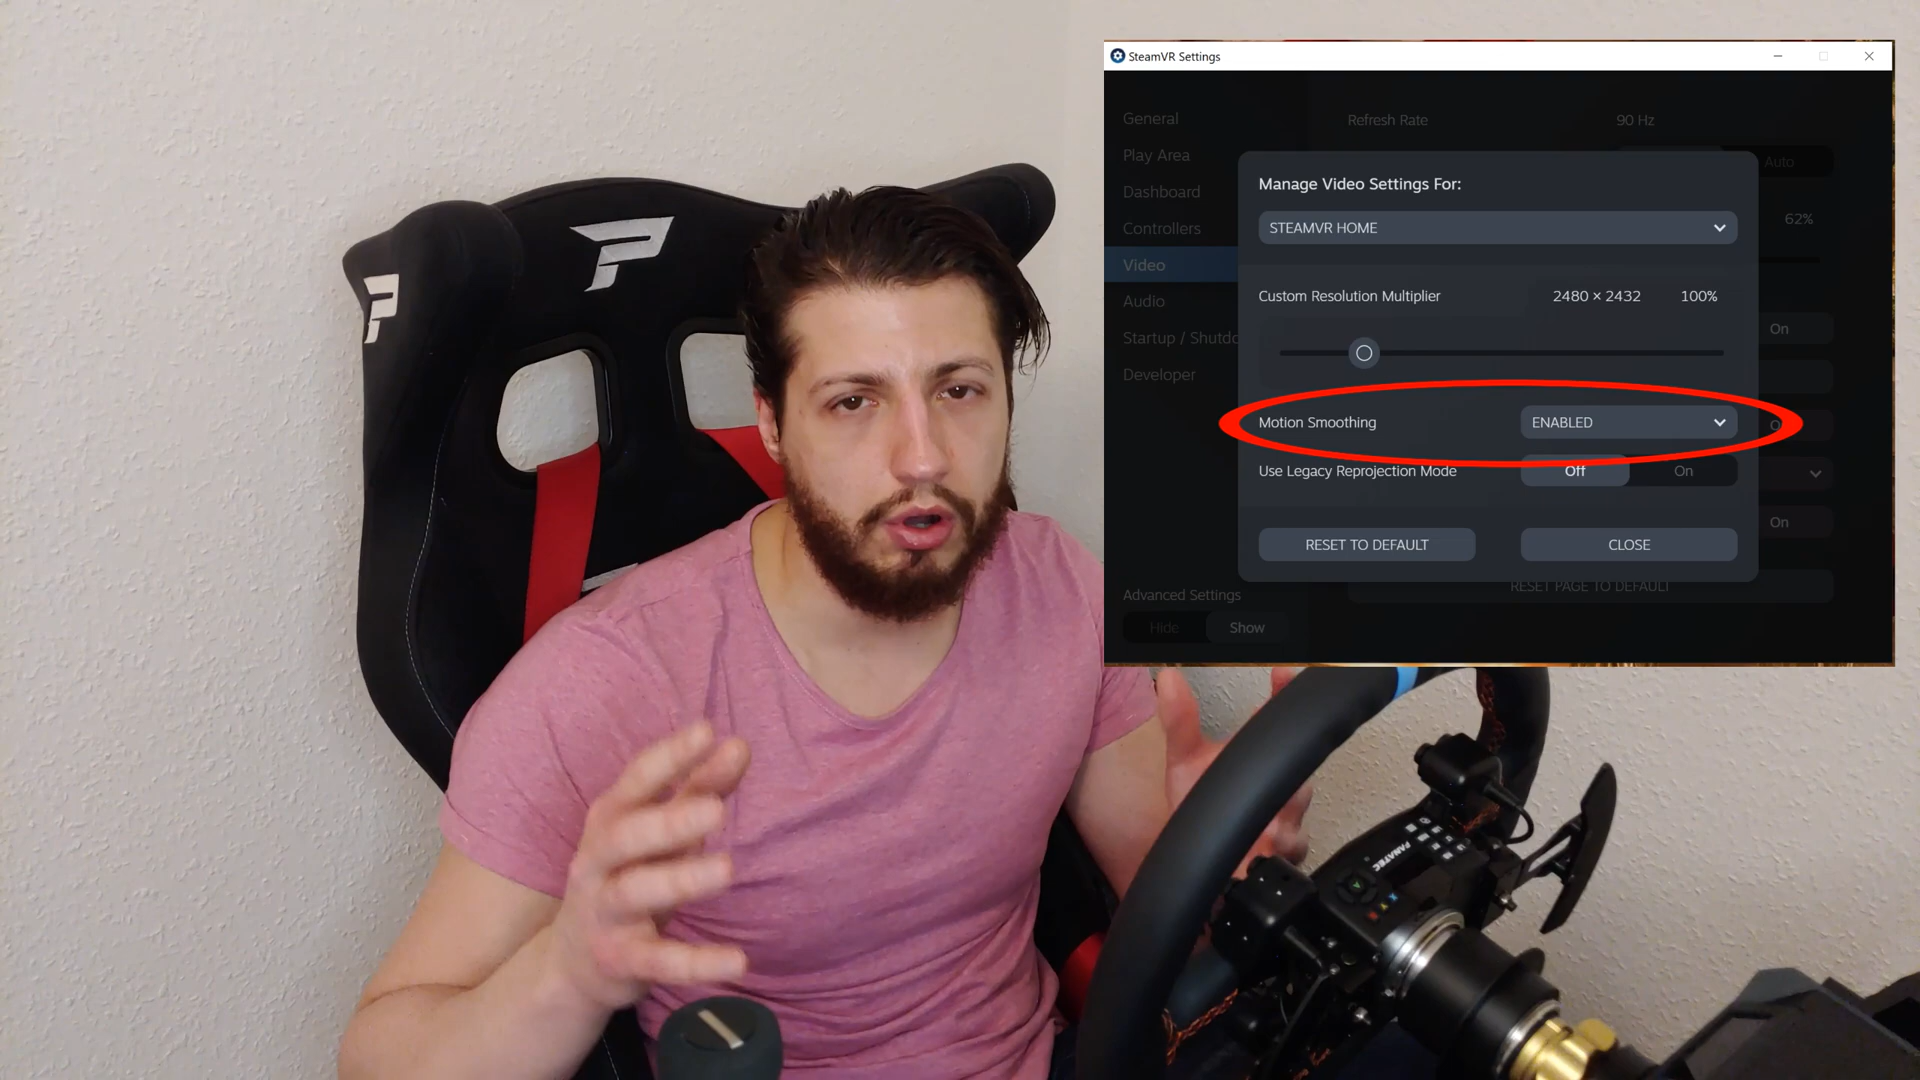 SteamVR Settings
General
Play Area
Dashboard
Controllers
Video
Audio
Startup / Shutdo
Developer
Advanced Settings
Hide
Show
Refresh Rate
90 Hz
Auto
62%
On
On
RESET PAGE TO DEFAULT
Manage Video Settings For:
STEAMVR HOME
Custom Resolution Multiplier
2480 × 2432
100%
Motion Smoothing
ENABLED
Use Legacy Reprojection Mode
Off
On
RESET TO DEFAULT
CLOSE
FANATEC